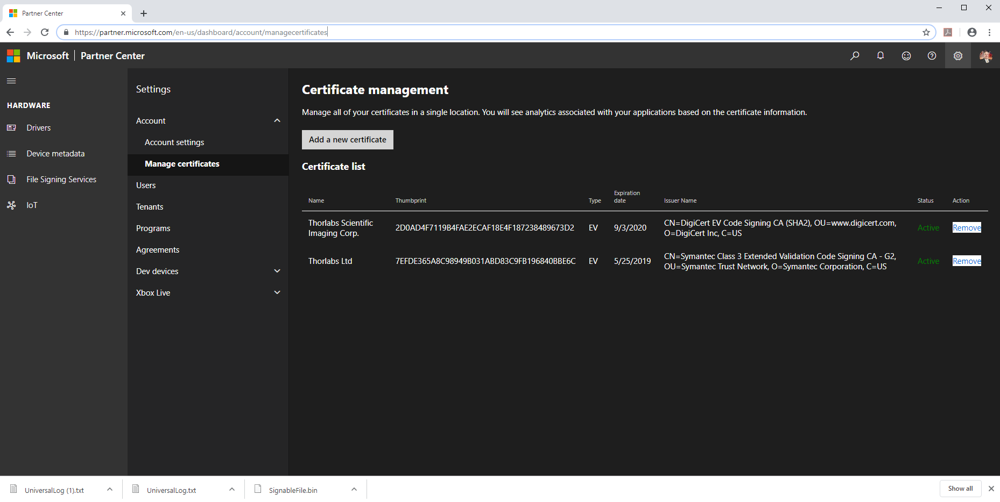 Partner Center
https://partner.microsoft.com/en-us/dashboard/account/managecertificates
Microsoft
Partner Center
HARDWARE
Drivers
Device metadata
File Signing Services
IoT
Settings
Account
Account settings
Manage certificates
Users
Tenants
Programs
Agreements
Dev devices
Xbox Live
Certificate management
Manage all of your certificates in a single location. You will see analytics associated with your applications based on the certificate information.
Add a new certificate
Certificate list
Name Thumbprint Type Expiration date Issuer Name Status Action
Thorlabs Scientific Imaging Corp. 2D0AD4F7119B4FAE2ECAF18E4F187238489673D2 EV 9/3/2020 CN=DigiCert EV Code Signing CA (SHA2), OU=www.digicert.com, O=DigiCert Inc, C=US Active Remove
Thorlabs Ltd 7EFDE365A8C98949B031ABD83C9FB196840BBE6C EV 5/25/2019 CN=Symantec Class 3 Extended Validation Code Signing CA - G2, OU=Symantec Trust Network, O=Symantec Corporation, C=US Active Remove
UniversalLog (1).txt
UniversalLog.txt
SignableFile.bin
Show all